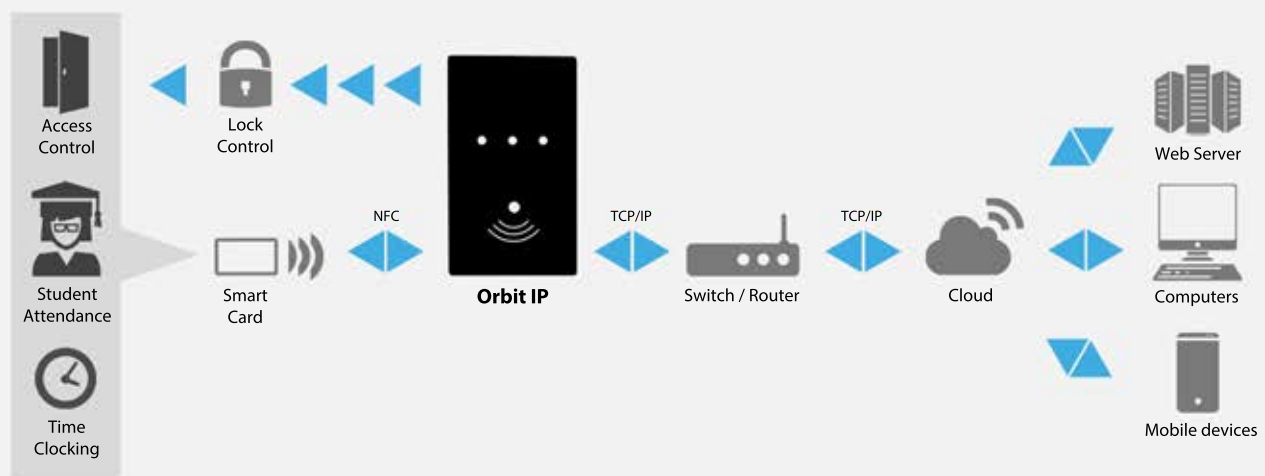 Access
Control
Lock
Control
Student
Attendance
Time
Clocking
Smart
Card
NFC
Orbit IP
TCP/IP
Switch / Router
TCP/IP
Cloud
Web Server
Computers
Mobile devices